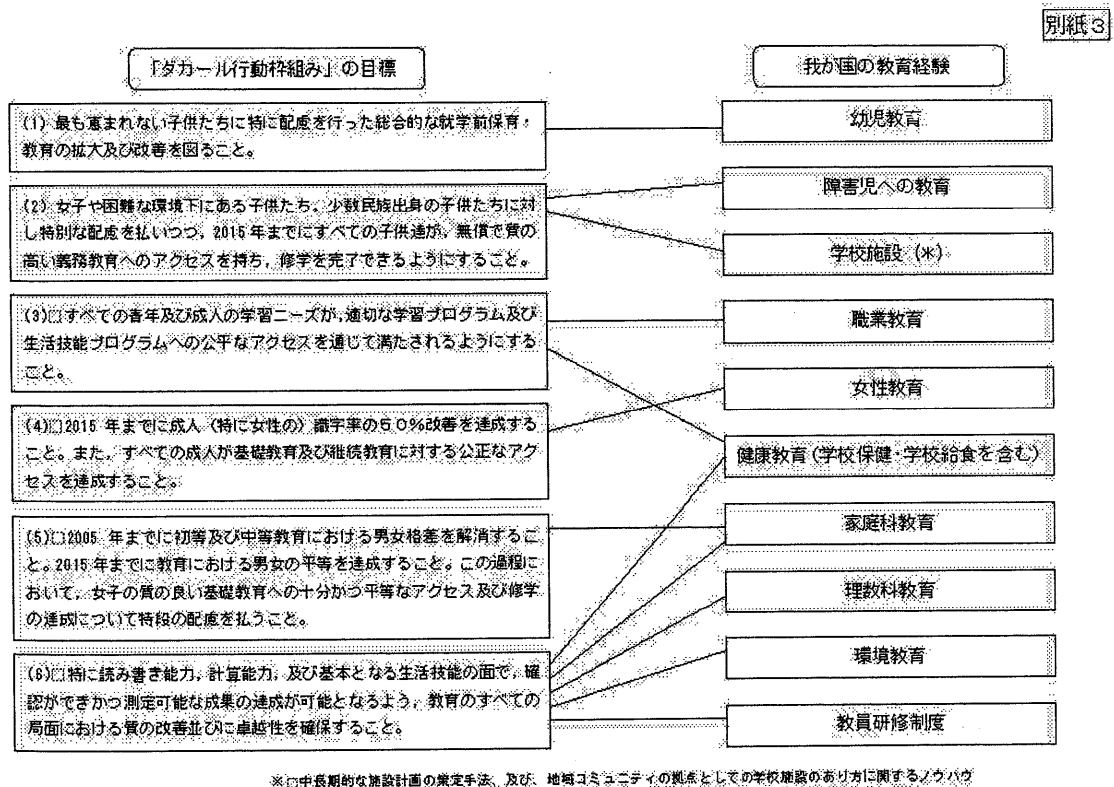 別紙3
「ダカール行動枠組み」の目標
我が国の教育経験
(1) 最も恵まれない子供たちに特に配慮を行った総合的な就学前保育・
教育の拡大及び改善を図ること。
(2) 女子や困難な環境下にある子供たち、少数民族出身の子供たちに対
し特別な配慮を払いつつ、2015年までにすべての子供達が、無償で質の
高い義務教育へのアクセスを持ち、修学を完了できるようにすること。
(3)□すべての青年及び成人の学習ニーズが、適切な学習プログラム及び
生活技能プログラムへの公平なアクセスを通じて満たされるようにする
こと。
(4)□2015 年までに成人(特に女性の)識字率の50%改善を達成する
こと。また、すべての成人が基礎教育及び継続教育に対する公正なアク
セスを達成すること。
(5)□2005 年までに初等及び中等教育における男女格差を解消するこ
と。2015年までに教育における男女の平等を達成すること。この過程に
おいて、女子の質の良い基礎教育への十分かつ平等なアクセス及び修学
の達成について特段の配慮を払うこと。
(6)□特に読み書き能力、計算能力、及び基本となる生活技能の面で、確
認ができかつ測定可能な成果の達成が可能となるよう、教育のすべての
局面における質の改善並びに卓越性を確保すること。
幼児教育
障害児への教育
学校施設(※)
職業教育
女性教育
健康教育(学校保健・学校給食を含む)
家庭科教育
理数科教育
環境教育
教員研修制度
※□中長期的な施設計画の策定手法、及び、地域コミュニティの拠点としての学校施設のあり方に関するノウハウ